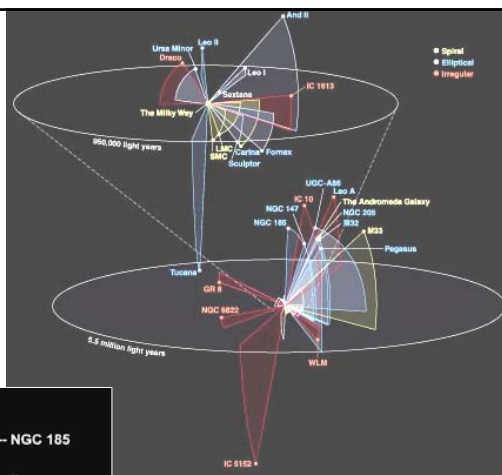 And II
Leo II
Ursa Minor
Draco
Leo I
Spiral
Elliptical
Irregular
Sextans
IC 1613
The Milky Way
LMC
SMC
Carina
Fornax
Sculptor
950,000 light years
UGC-A86
Leo A
IC 10
The Andromeda Galaxy
NGC 147
NGC 205
NGC 185
M32
M33
Pegasus
Tucana
GR 8
NGC 6822
5.5 million light years
WLM
IC 5152
-- NGC 185